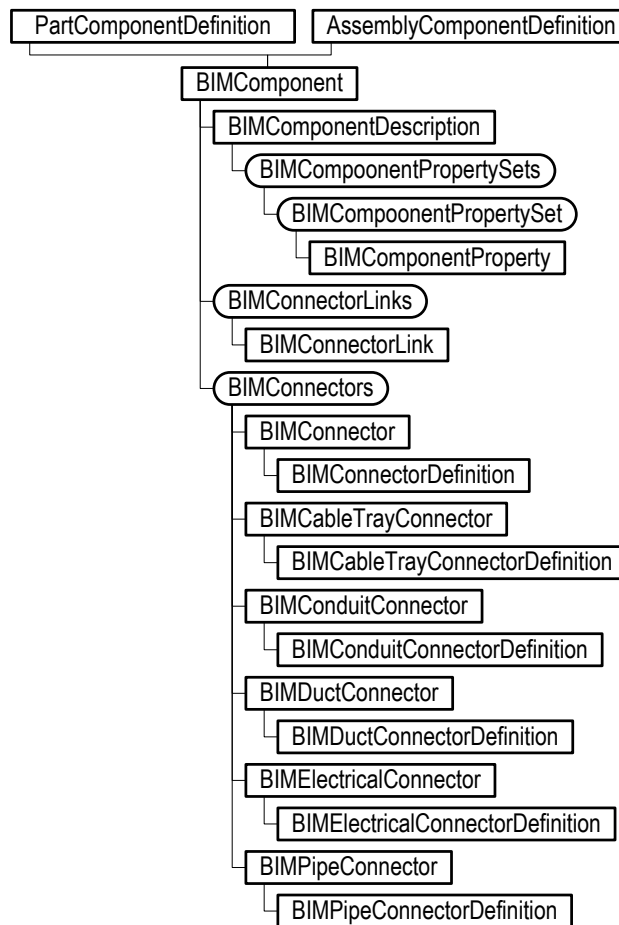 PartComponentDefinition
AssemblyComponentDefinition
BIMComponent
BIMComponentDescription
BIMCompoonentPropertySets
BIMCompoonentPropertySet
BIMComponentProperty
BIMConnectorLinks
BIMConnectorLink
BIMConnectors
BIMConnector
BIMConnectorDefinition
BIMCableTrayConnector
BIMCableTrayConnectorDefinition
BIMConduitConnector
BIMConduitConnectorDefinition
BIMDuctConnector
BIMDuctConnectorDefinition
BIMElectricalConnector
BIMElectricalConnectorDefinition
BIMPipeConnector
BIMPipeConnectorDefinition